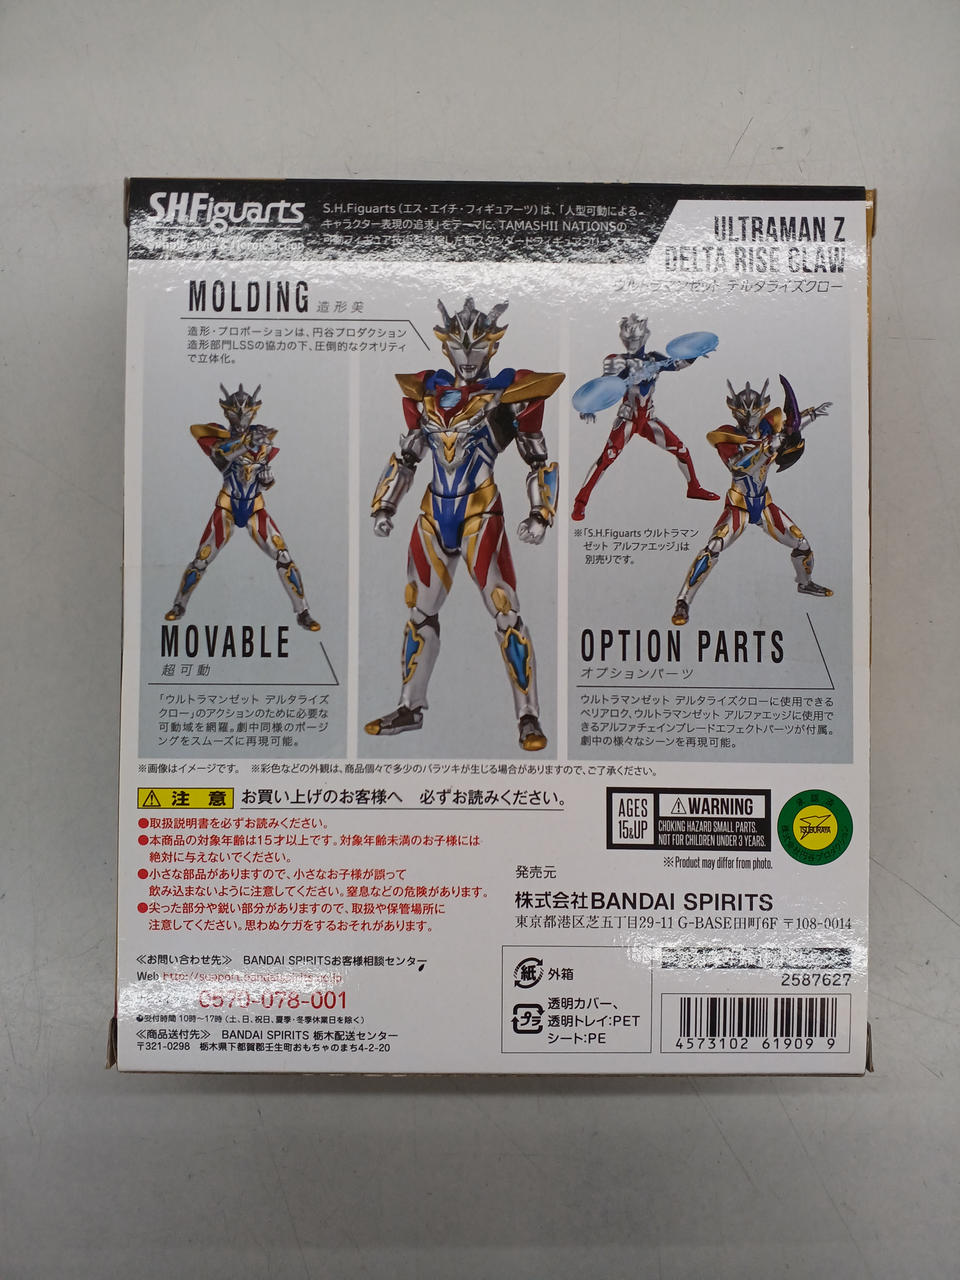 S.H.Figuarts
S.H.Figuarts（エス・エイチ・フィギュアーツ）は、「人型可動による
キャラクター表現の追求」をテーマに、TAMASHII NATIONSの
ULTRAMAN Z
DELTA RISE CLAW
ウルトラマンゼット デルタライズクロー
MOLDING 造形美
造形・プロポーションは、円谷プロダクション
造形部門LSSの協力の下、圧倒的なクオリティ
で立体化。
※「S.H.Figuarts ウルトラマン
ゼット アルファエッジ」は
別売りです。
MOVABLE
超可動
「ウルトラマンゼット デルタライズ
クロー」のアクションのために必要な
可動域を網羅。劇中同様のポージ
ングをスムーズに再現可能。
OPTION PARTS
オプションパーツ
ウルトラマンゼット デルタライズクローに使用できる
ベリアロク、ウルトラマンゼット アルファエッジに使用で
きるアルファチェインブレードエフェクトパーツが付属。
劇中の様々なシーンを再現可能。
※画像はイメージです。 ※彩色などの外観は、商品個々で多少のバラツキが生じる場合がありますので、ご了承ください。
注意 お買い上げのお客様へ 必ずお読みください。
●取扱説明書を必ずお読みください。
●本商品の対象年齢は15才以上です。対象年齢未満のお子様には
絶対に与えないでください。
●小さな部品がありますので、小さなお子様が誤って
飲み込まないように注意してください。窒息などの危険があります。
●尖った部分や鋭い部分がありますので、取扱や保管場所に
注意してください。思わぬケガをするおそれがあります。
AGES
15&UP
WARNING
CHOKING HAZARD SMALL PARTS.
NOT FOR CHILDREN UNDER 3 YEARS.
※Product may differ from photo.
TSUBURAYA
発売元
株式会社BANDAI SPIRITS
東京都港区芝五丁目29-11 G-BASE田町6F 〒108-0014
≪お問い合わせ先≫ BANDAI SPIRITSお客様相談センター
Web
0570-078-001
●受付時間 10時〜17時（土、日、祝日、夏季・冬季休業日を除く）
≪商品送付先≫ BANDAI SPIRITS 栃木配送センター
〒321-0298 栃木県下都賀郡壬生町おもちゃのまち4-2-20
紙 外箱
プラ
透明カバー、
透明トレイ:PET
シート:PE
2587627
4573102 61909 9